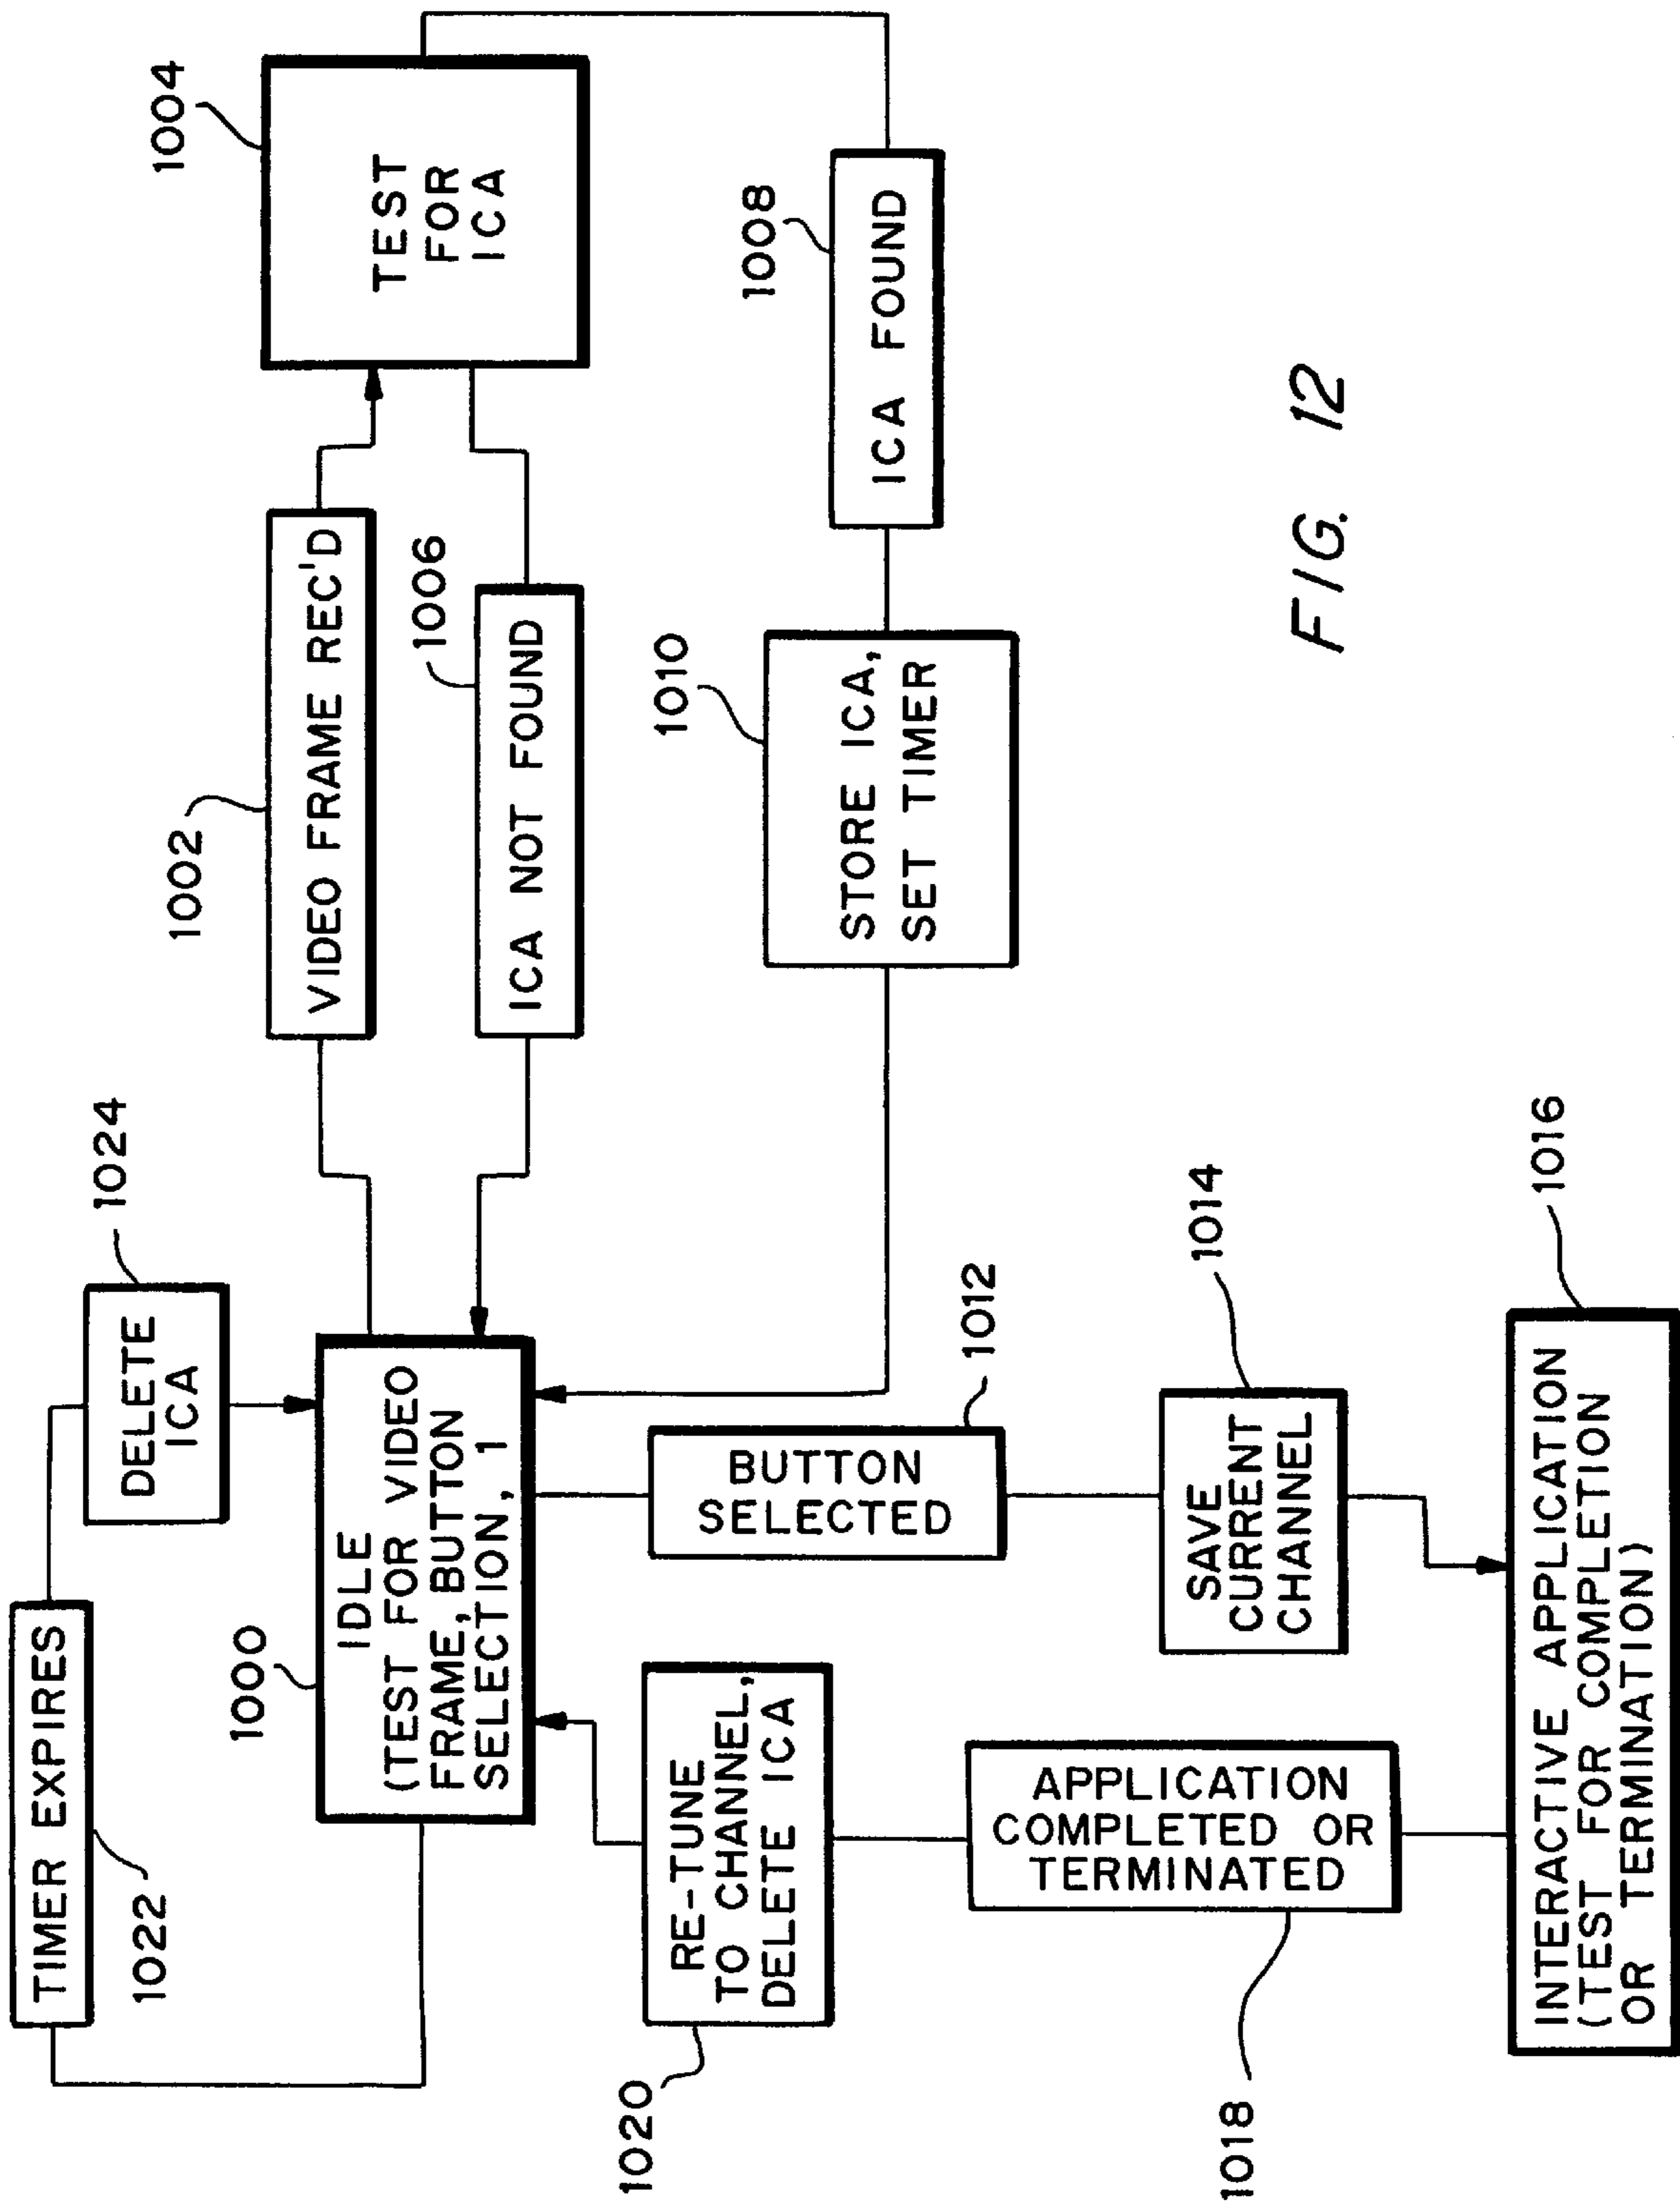 TIMER EXPIRES
1022
DELETE
ICA
1024
1000
IDLE
(TEST FOR VIDEO
FRAME, BUTTON
SELECTION, 1
1002
VIDEO FRAME REC'D
1004
TEST
FOR
ICA
1006
ICA NOT FOUND
1008
ICA FOUND
1010
STORE ICA,
SET TIMER
1012
BUTTON
SELECTED
1014
SAVE
CURRENT
CHANNEL
1020
RE-TUNE
TO CHANNEL,
DELETE ICA
1018
APPLICATION
COMPLETED OR
TERMINATED
1016
INTERACTIVE APPLICATION
(TEST FOR COMPLETION
OR TERMINATION)
FIG. 12